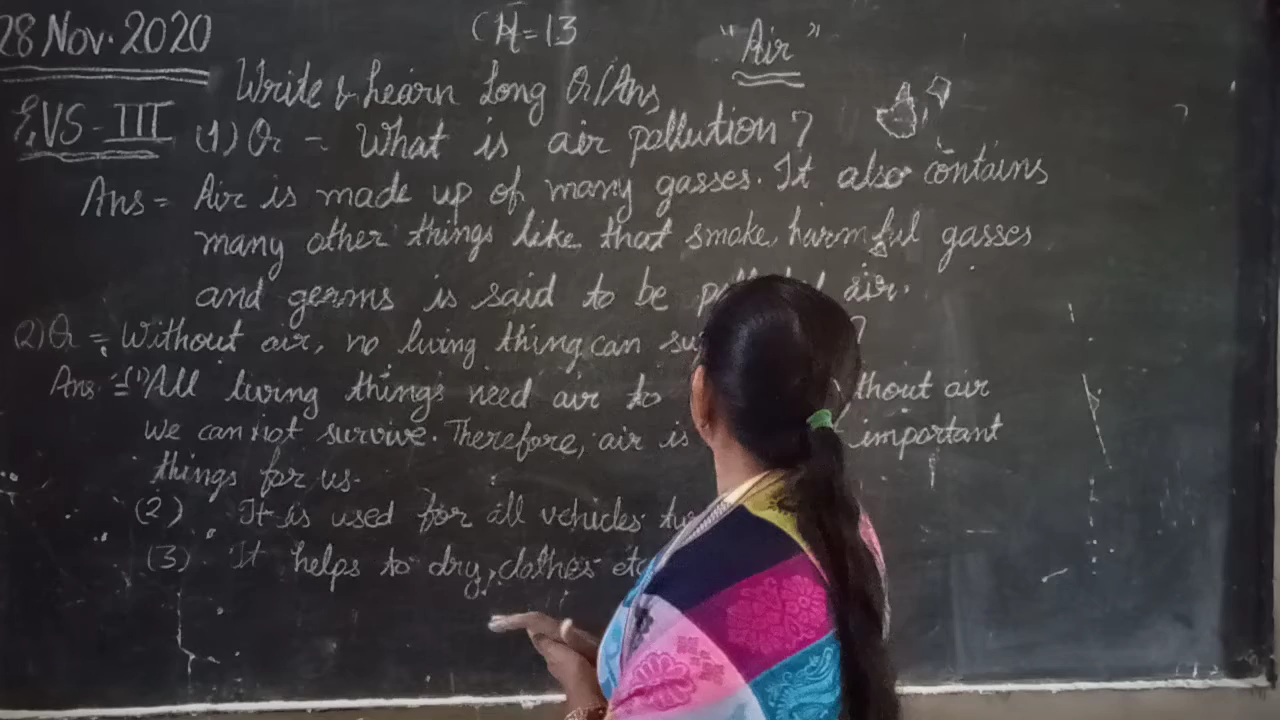 28 Nov. 2020
CH=13
"Air"
Write & hearn Long Q/Ans
EVS-III
(1) Q = What is air pollution?
Ans = Air is made up of many gasses. It also contains
many other things like that smoke, harmful gasses
and germs is said to be air.
(2) Q = Without air, no living thing can ?
Ans = (1) All living things need air to air
we can not survive. Therefore, air is important
things for us.
(2) It is used for all vehicles
(3) It helps to dry, clothes etc